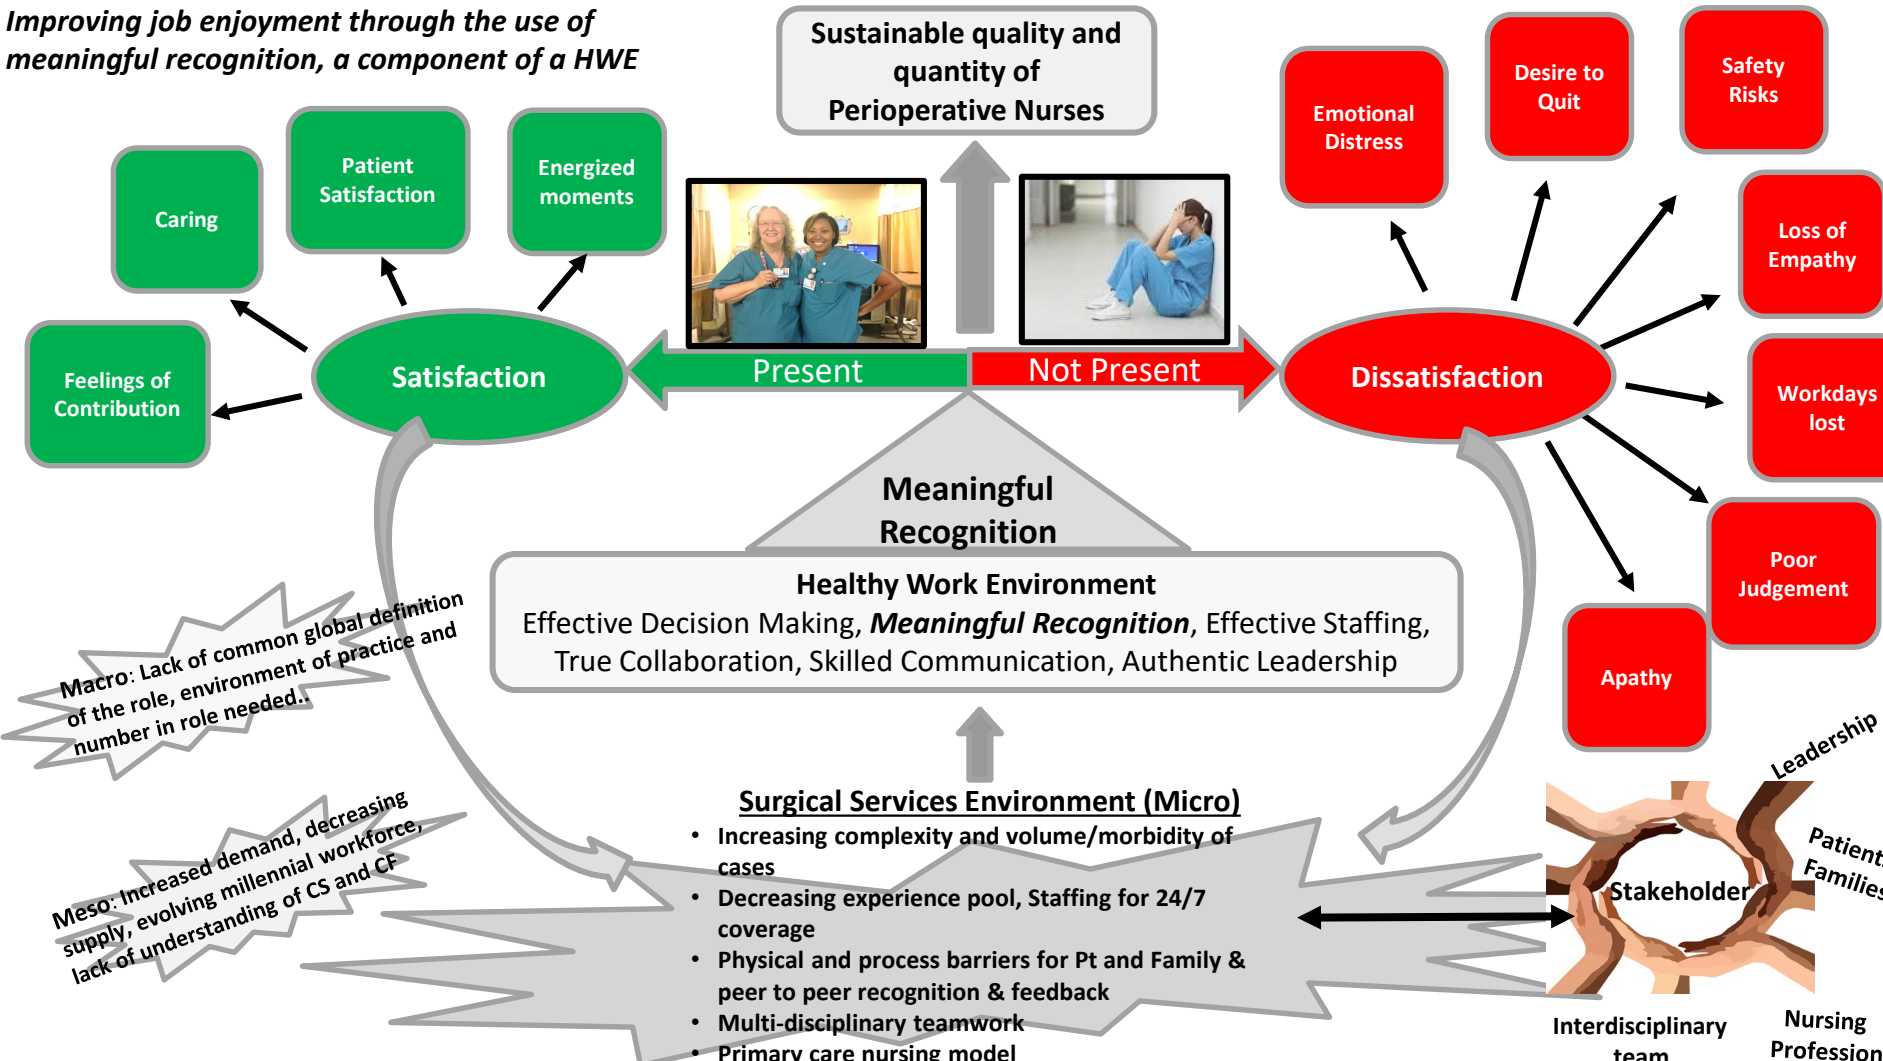 Improving job enjoyment through the use of
meaningful recognition, a component of a HWE
Sustainable quality and
quantity of
Perioperative Nurses
Caring
Patient
Satisfaction
Energized
moments
Feelings of
Contribution
Satisfaction
Present
Not Present
Dissatisfaction
Emotional
Distress
Desire to
Quit
Safety
Risks
Loss of
Empathy
Workdays
lost
Poor
Judgement
Apathy
Meaningful
Recognition
Healthy Work Environment
Effective Decision Making, Meaningful Recognition, Effective Staffing,
True Collaboration, Skilled Communication, Authentic Leadership
Macro: Lack of common global definition
of the role, environment of practice and
number in role needed..
Meso: Increased demand, decreasing
supply, evolving millennial workforce,
lack of understanding of CS and CF
Surgical Services Environment (Micro)
• Increasing complexity and volume/morbidity of
cases
• Decreasing experience pool, Staffing for 24/7
coverage
• Physical and process barriers for Pt and Family &
peer to peer recognition & feedback
• Multi-disciplinary teamwork
• Primary care nursing model
Leadership
Patients
Families
Stakeholder
Interdisciplinary
team
Nursing
Profession